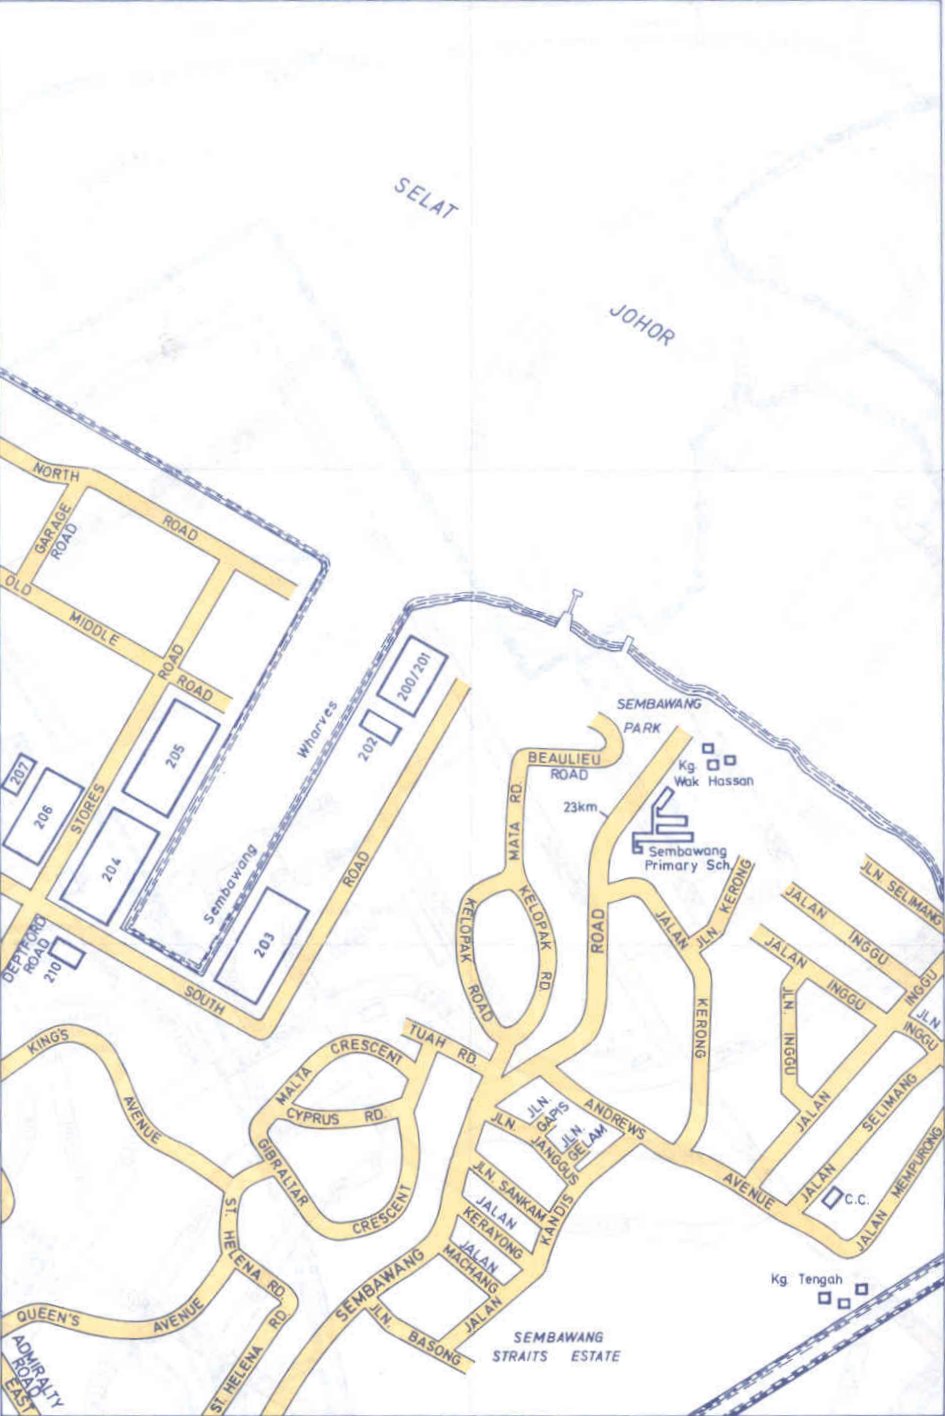 SELAT
JOHOR
NORTH
ROAD
GARAGE
ROAD
OLD
MIDDLE
ROAD
ROAD
STORES
200/201
202
205
207
206
204
203
210
Wharves
Sembawang
ROAD
SOUTH
DEPTFORD
ROAD
SEMBAWANG
PARK
BEAULIEU
ROAD
MATA RD.
23km
Kg.
Wak Hassan
Sembawang
Primary Sch.
ROAD
KELOPAK
ROAD
KELOPAK RD
JALAN
JLN KERONG
KERONG
JLN SELIMANG
JALAN
INGGU
JALAN
INGGU
INGGU
JLN
INGGU
JLN. INGGU
JALAN
JALAN
SELIMANG
JALAN
MEMPURONG
C.C.
KING'S
AVENUE
MALTA
CRESCENT
CYPRUS RD.
GIBRALTAR
CRESCENT
TUAH RD.
JLN.
GAPIS
JLN.
GELAM
ANDREWS
AVENUE
JLN.
JANGGUS
JLN. SANKAM
JALAN
KERAYONG
JALAN
MACHANG
KANDIS
JALAN
JLN.
BASONG
SEMBAWANG
ST.
HELENA
RD.
ST. HELENA
RD
QUEEN'S
AVENUE
ADMIRALTY
ROAD
EAST
Kg. Tengah
SEMBAWANG
STRAITS ESTATE